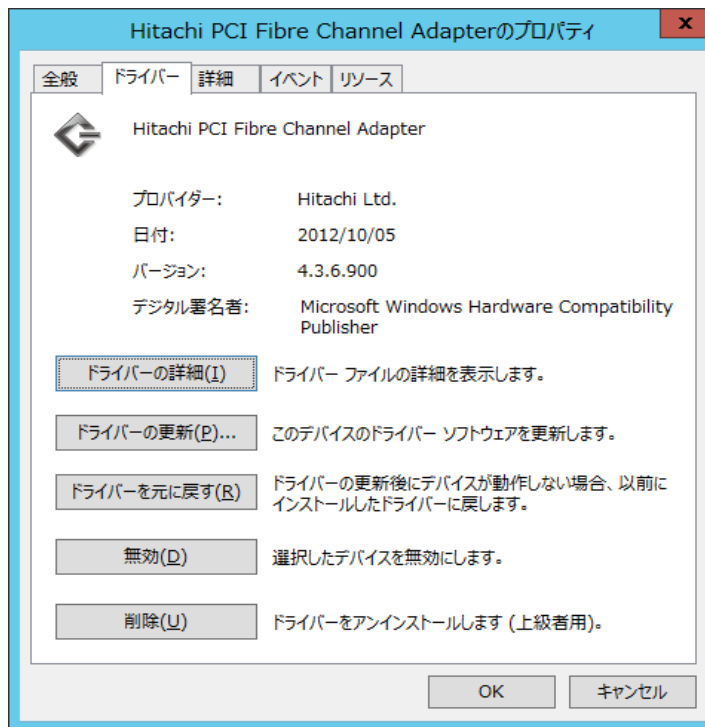 Hitachi PCI Fibre Channel Adapterのプロパティ
x
全般 ドライバー 詳細 イベント リソース
Hitachi PCI Fibre Channel Adapter
プロバイダー: Hitachi Ltd.
日付: 2012/10/05
バージョン: 4.3.6.900
デジタル署名者: Microsoft Windows Hardware Compatibility
Publisher
ドライバーの詳細(I) ドライバー ファイルの詳細を表示します。
ドライバーの更新(P)... このデバイスのドライバー ソフトウェアを更新します。
ドライバーを元に戻す(R) ドライバーの更新後にデバイスが動作しない場合、以前に
インストールしたドライバーに戻します。
無効(D) 選択したデバイスを無効にします。
削除(U) ドライバーをアンインストールします (上級者用)。
OK キャンセル